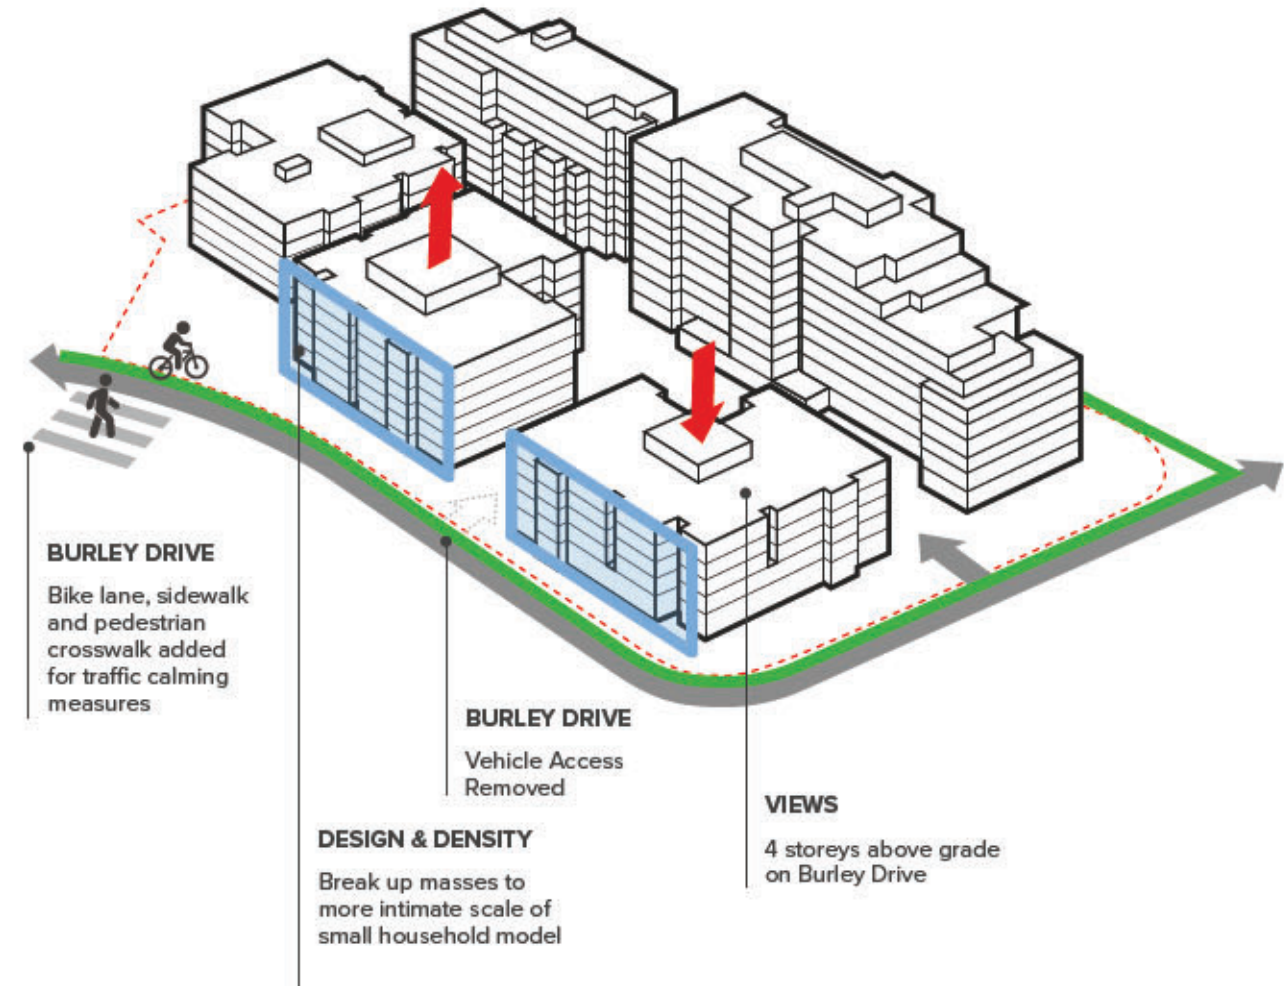 BURLEY DRIVE
Bike lane, sidewalk
and pedestrian
crosswalk added
for traffic calming
measures
BURLEY DRIVE
Vehicle Access
Removed
DESIGN & DENSITY
Break up masses to
more intimate scale of
small household model
VIEWS
4 storeys above grade
on Burley Drive